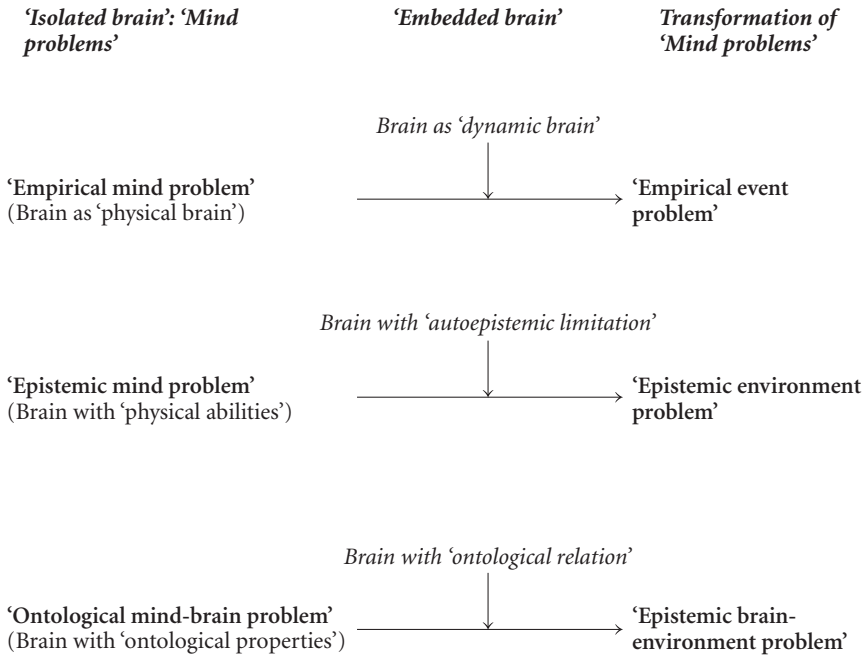 ‘Isolated brain’: ‘Mind
problems’
‘Embedded brain’
Transformation of
‘Mind problems’
Brain as ‘dynamic brain’
‘Empirical mind problem’
(Brain as ‘physical brain’)
‘Empirical event
problem’
Brain with ‘autoepistemic limitation’
‘Epistemic mind problem’
(Brain with ‘physical abilities’)
‘Epistemic environment
problem’
Brain with ‘ontological relation’
‘Ontological mind-brain problem’
(Brain with ‘ontological properties’)
‘Epistemic brain-
environment problem’